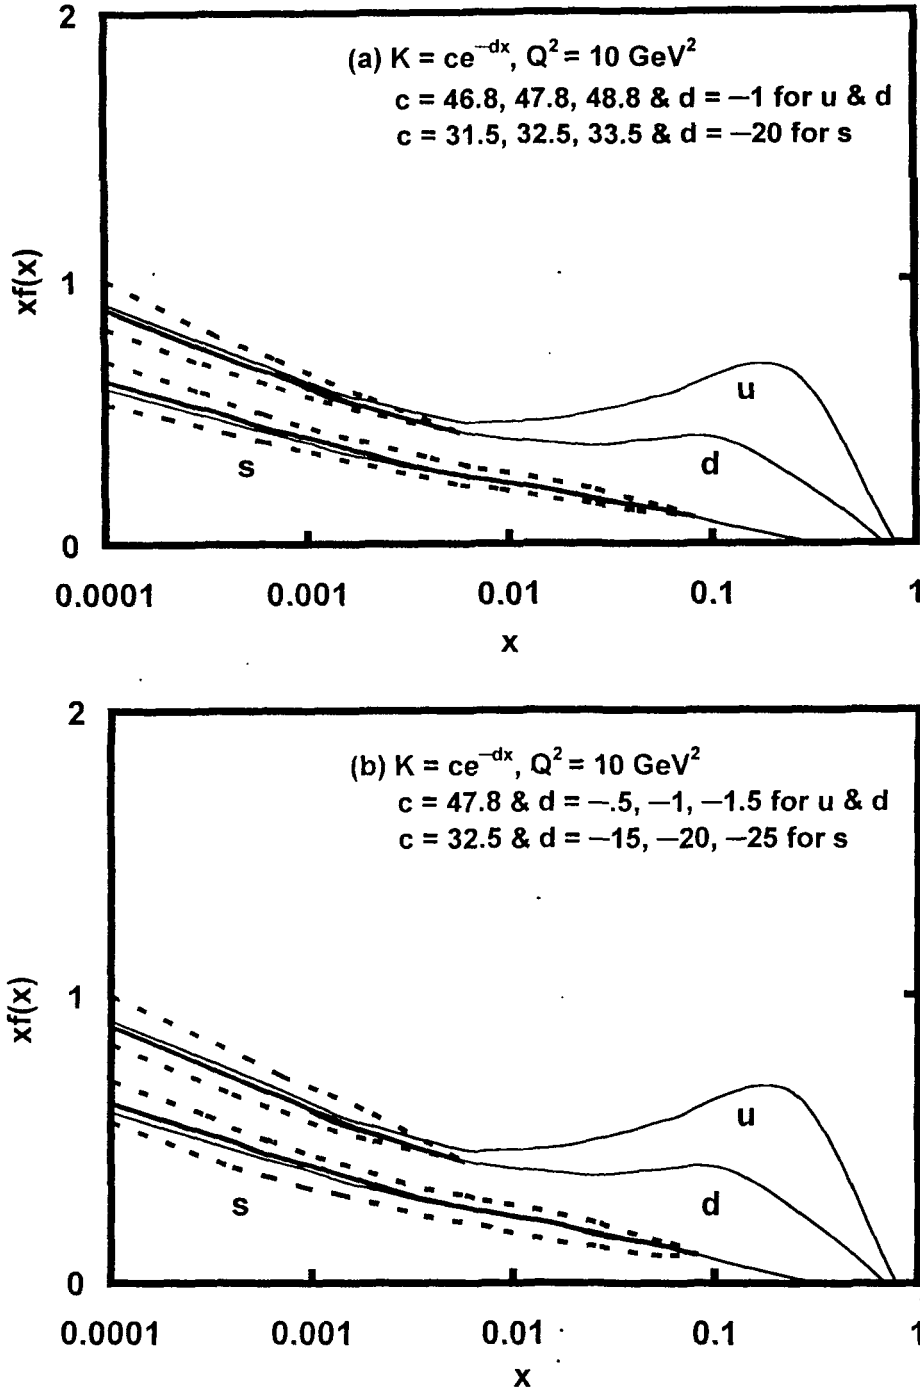 2
(a) K = ce^{–dx}, Q² = 10 GeV²
c = 46.8, 47.8, 48.8 & d = –1 for u & d
c = 31.5, 32.5, 33.5 & d = –20 for s
xf(x)
1
u
d
s
0
0.0001 0.001 0.01 0.1 1
x
2
(b) K = ce^{–dx}, Q² = 10 GeV²
c = 47.8 & d = –.5, –1, –1.5 for u & d
c = 32.5 & d = –15, –20, –25 for s
xf(x)
1
u
s
d
0
0.0001 0.001 0.01 0.1 1
x